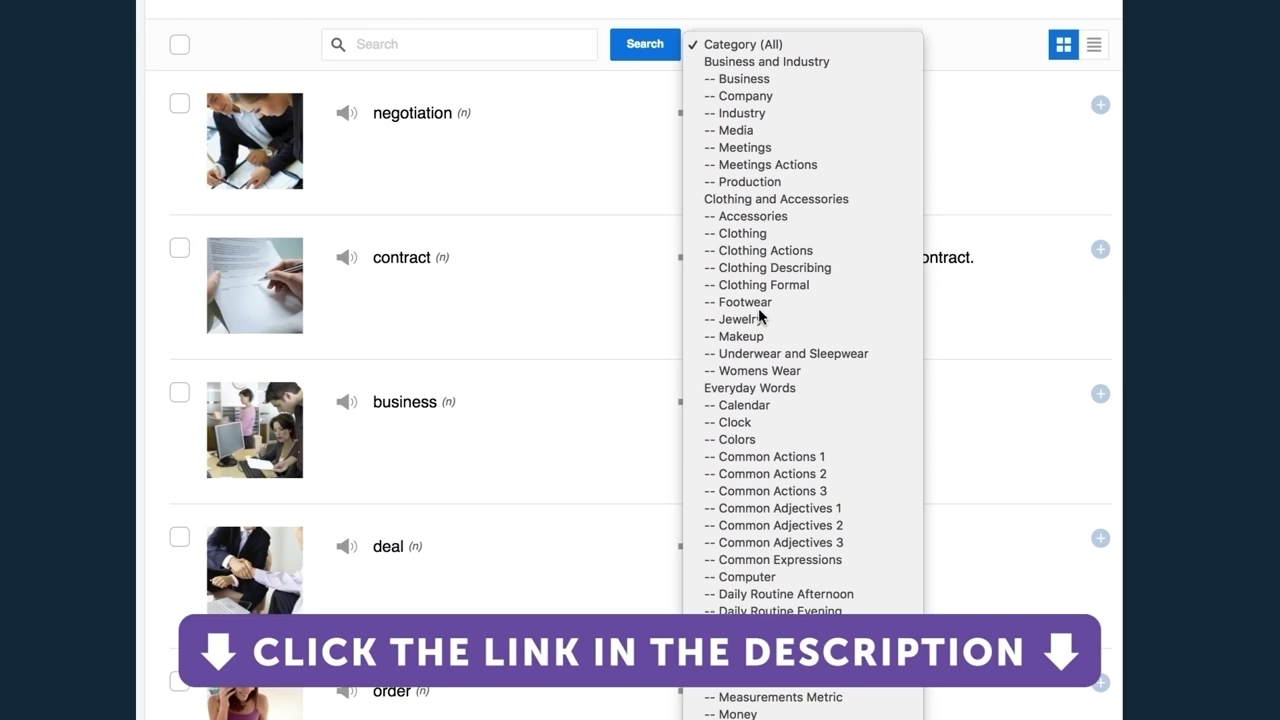 Search
Search
✓ Category (All)
Business and Industry
-- Business
-- Company
-- Industry
-- Media
-- Meetings
-- Meetings Actions
-- Production
Clothing and Accessories
-- Accessories
-- Clothing
-- Clothing Actions
-- Clothing Describing
-- Clothing Formal
-- Footwear
-- Jewelry
-- Makeup
-- Underwear and Sleepwear
-- Womens Wear
Everyday Words
-- Calendar
-- Clock
-- Colors
-- Common Actions 1
-- Common Actions 2
-- Common Actions 3
-- Common Adjectives 1
-- Common Adjectives 2
-- Common Adjectives 3
-- Common Expressions
-- Computer
-- Daily Routine Afternoon
-- Daily Routine Evening
-- Measurements Metric
-- Money
negotiation (n)
contract (n)
ontract.
business (n)
deal (n)
order (n)
CLICK THE LINK IN THE DESCRIPTION